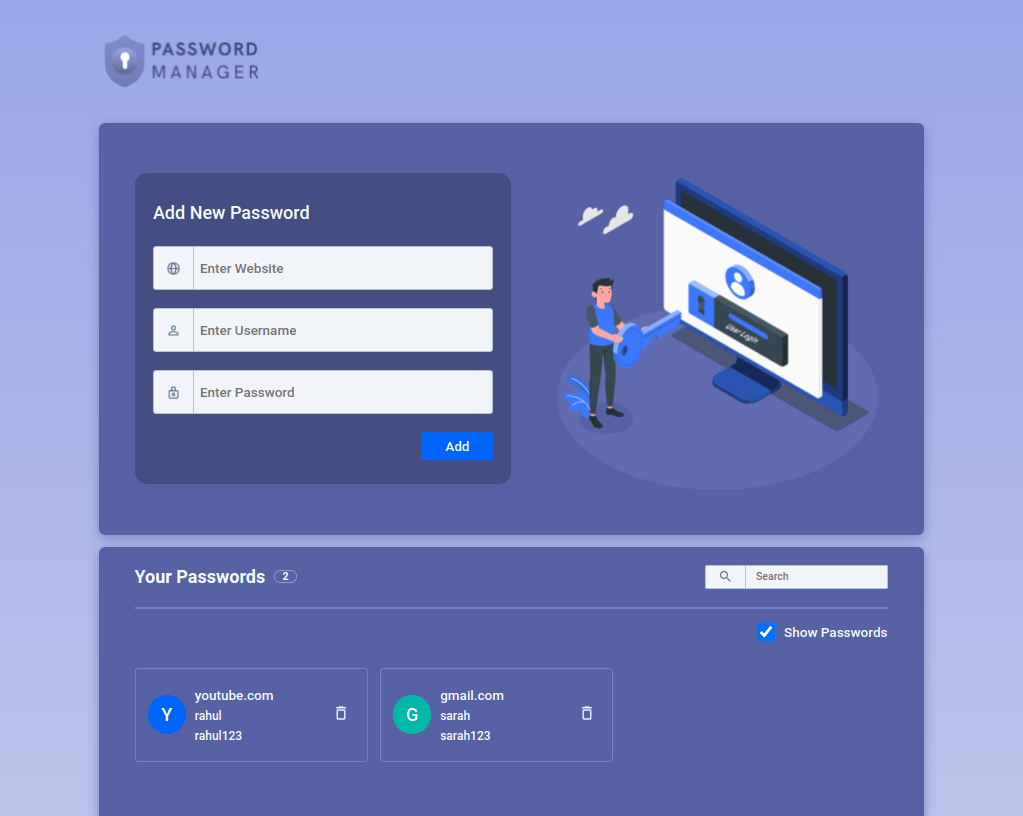 PASSWORD
MANAGER
Add New Password
Enter Website
Enter Username
Enter Password
Add
User Login
Your Passwords 2
Search
Show Passwords
Y
youtube.com
rahul
rahul123
G
gmail.com
sarah
sarah123